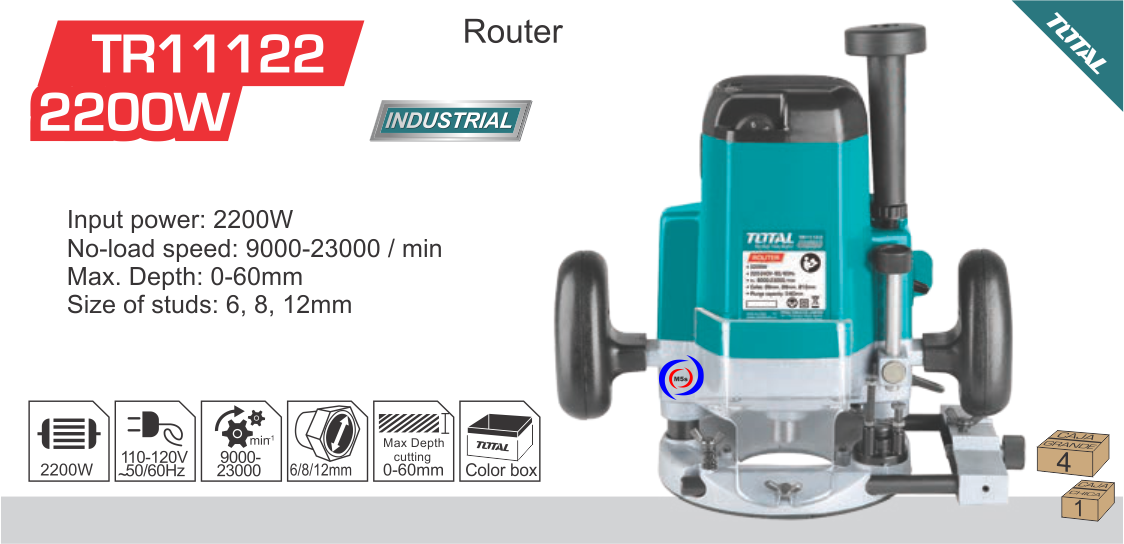 TR11122
2200W
Router
TOTAL
INDUSTRIAL
Input power: 2200W
No-load speed: 9000-23000 / min
Max. Depth: 0-60mm
Size of studs: 6, 8, 12mm
TOTAL
ROUTER
2200W
MSs
2200W
110-120V
~50/60Hz
9000-
23000
min-1
6/8/12mm
Max Depth
cutting
0-60mm
TOTAL
Color box
CAJA
GRANDE
4
CAJA
CHICA
1